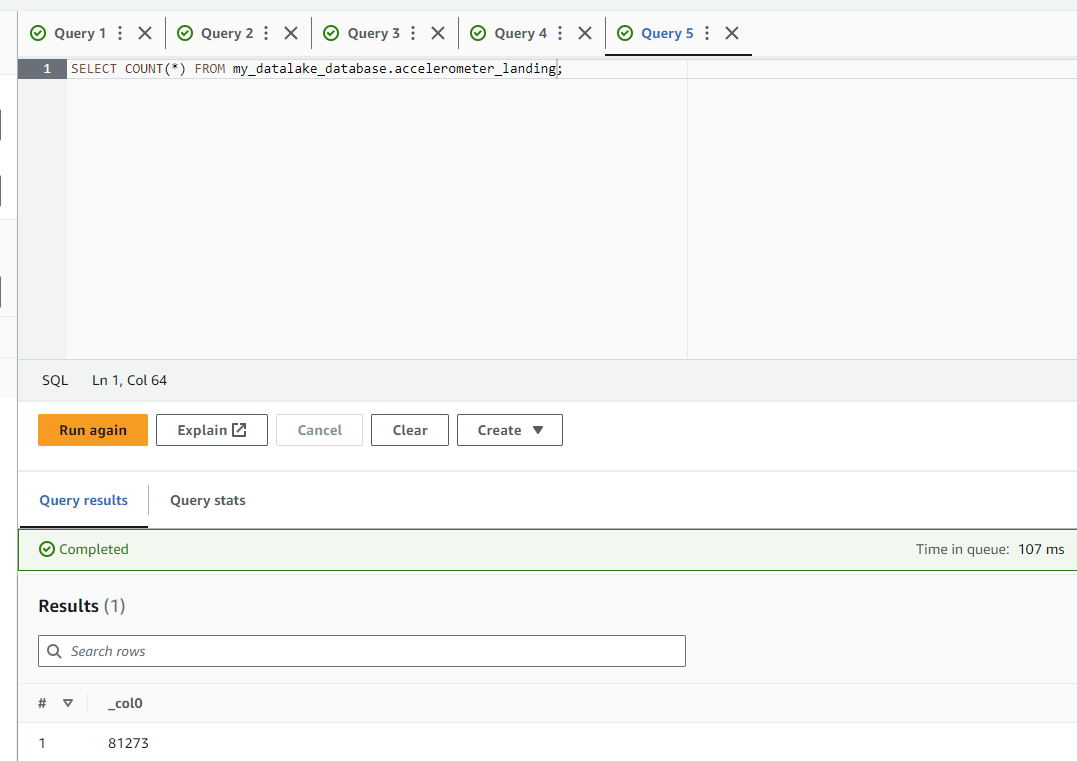 Query 1 Query 2 Query 3 Query 4 Query 5
1 SELECT COUNT(*) FROM my_datalake_database.accelerometer_landing;
SQL Ln 1, Col 64
Run again Explain Cancel Clear Create
Query results Query stats
Completed Time in queue: 107 ms
Results (1)
Search rows
# _col0
1 81273